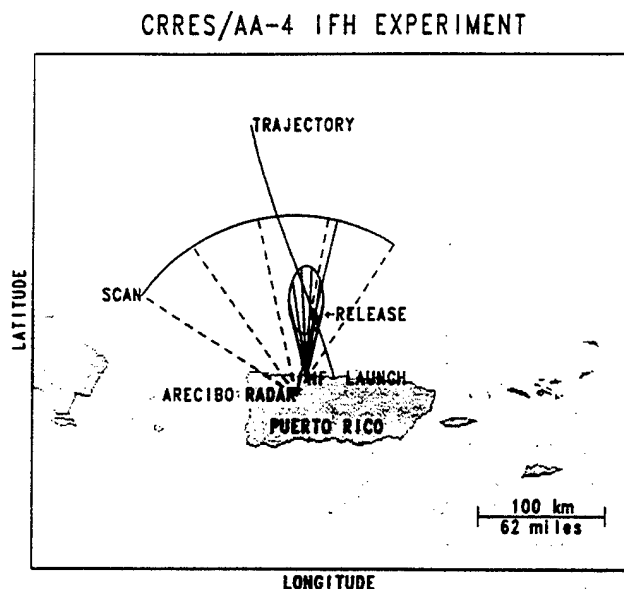 CRRES/AA-4 IFH EXPERIMENT
TRAJECTORY
SCAN
←RELEASE
HF LAUNCH
ARECIBO RADAR
PUERTO RICO
100 km
62 miles
LATITUDE
LONGITUDE